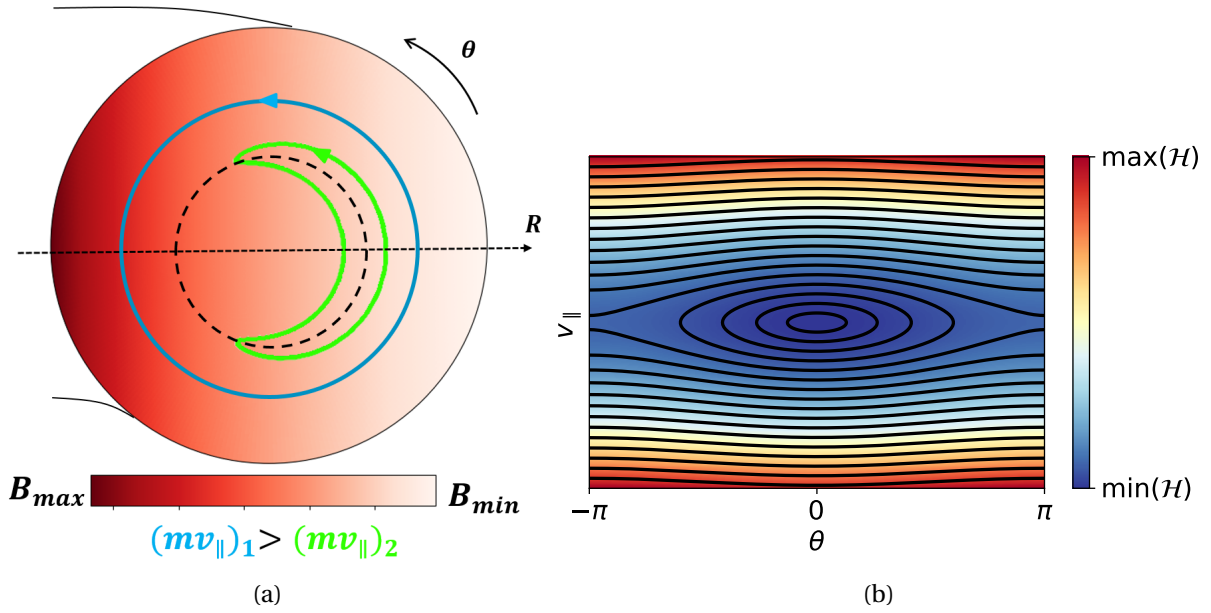 θ
R
B_max B_min
(mv_∥)_1 > (mv_∥)_2
(a)
v_∥
max(ℋ)
min(ℋ)
−π 0 π
θ
(b)